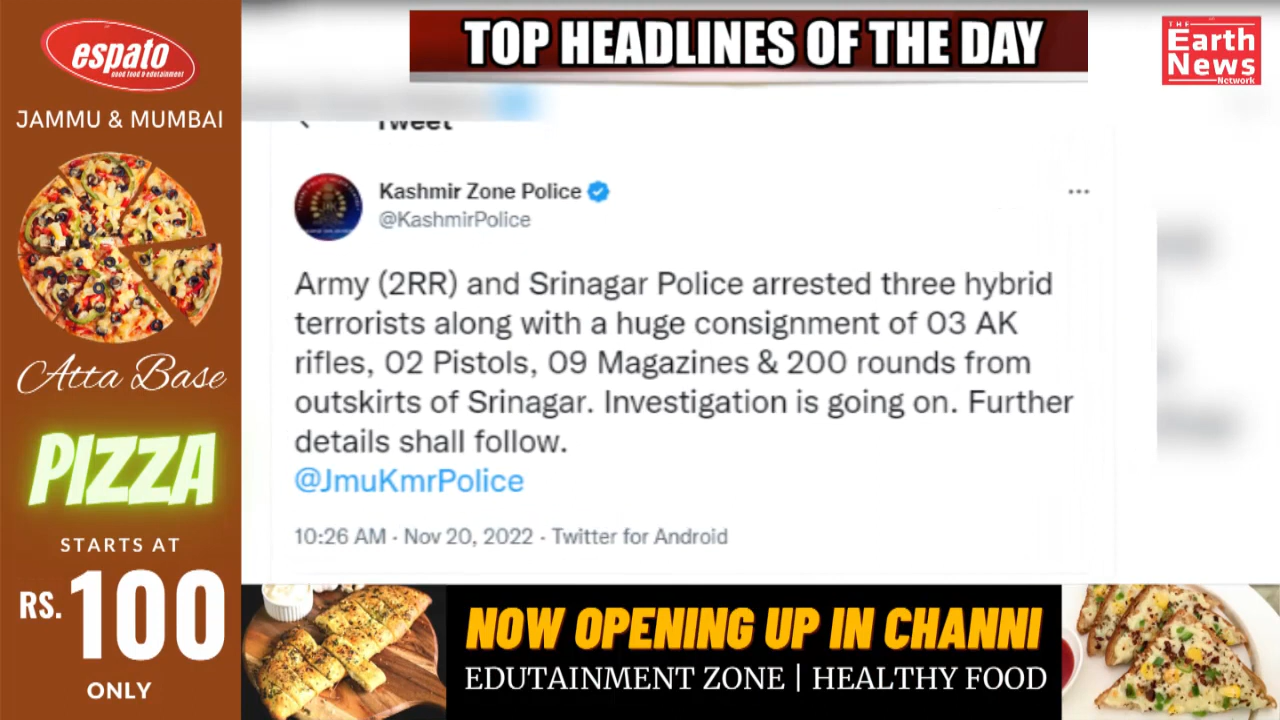 espato
good food & edutainment
JAMMU & MUMBAI
Atta Base
PIZZA
STARTS AT
RS. 100
ONLY
TOP HEADLINES OF THE DAY
THE
Earth
News
Network
Tweet
Kashmir Zone Police
@KashmirPolice
Army (2RR) and Srinagar Police arrested three hybrid
terrorists along with a huge consignment of 03 AK
rifles, 02 Pistols, 09 Magazines & 200 rounds from
outskirts of Srinagar. Investigation is going on. Further
details shall follow.
@JmuKmrPolice
10:26 AM · Nov 20, 2022 · Twitter for Android
NOW OPENING UP IN CHANNI
EDUTAINMENT ZONE | HEALTHY FOOD